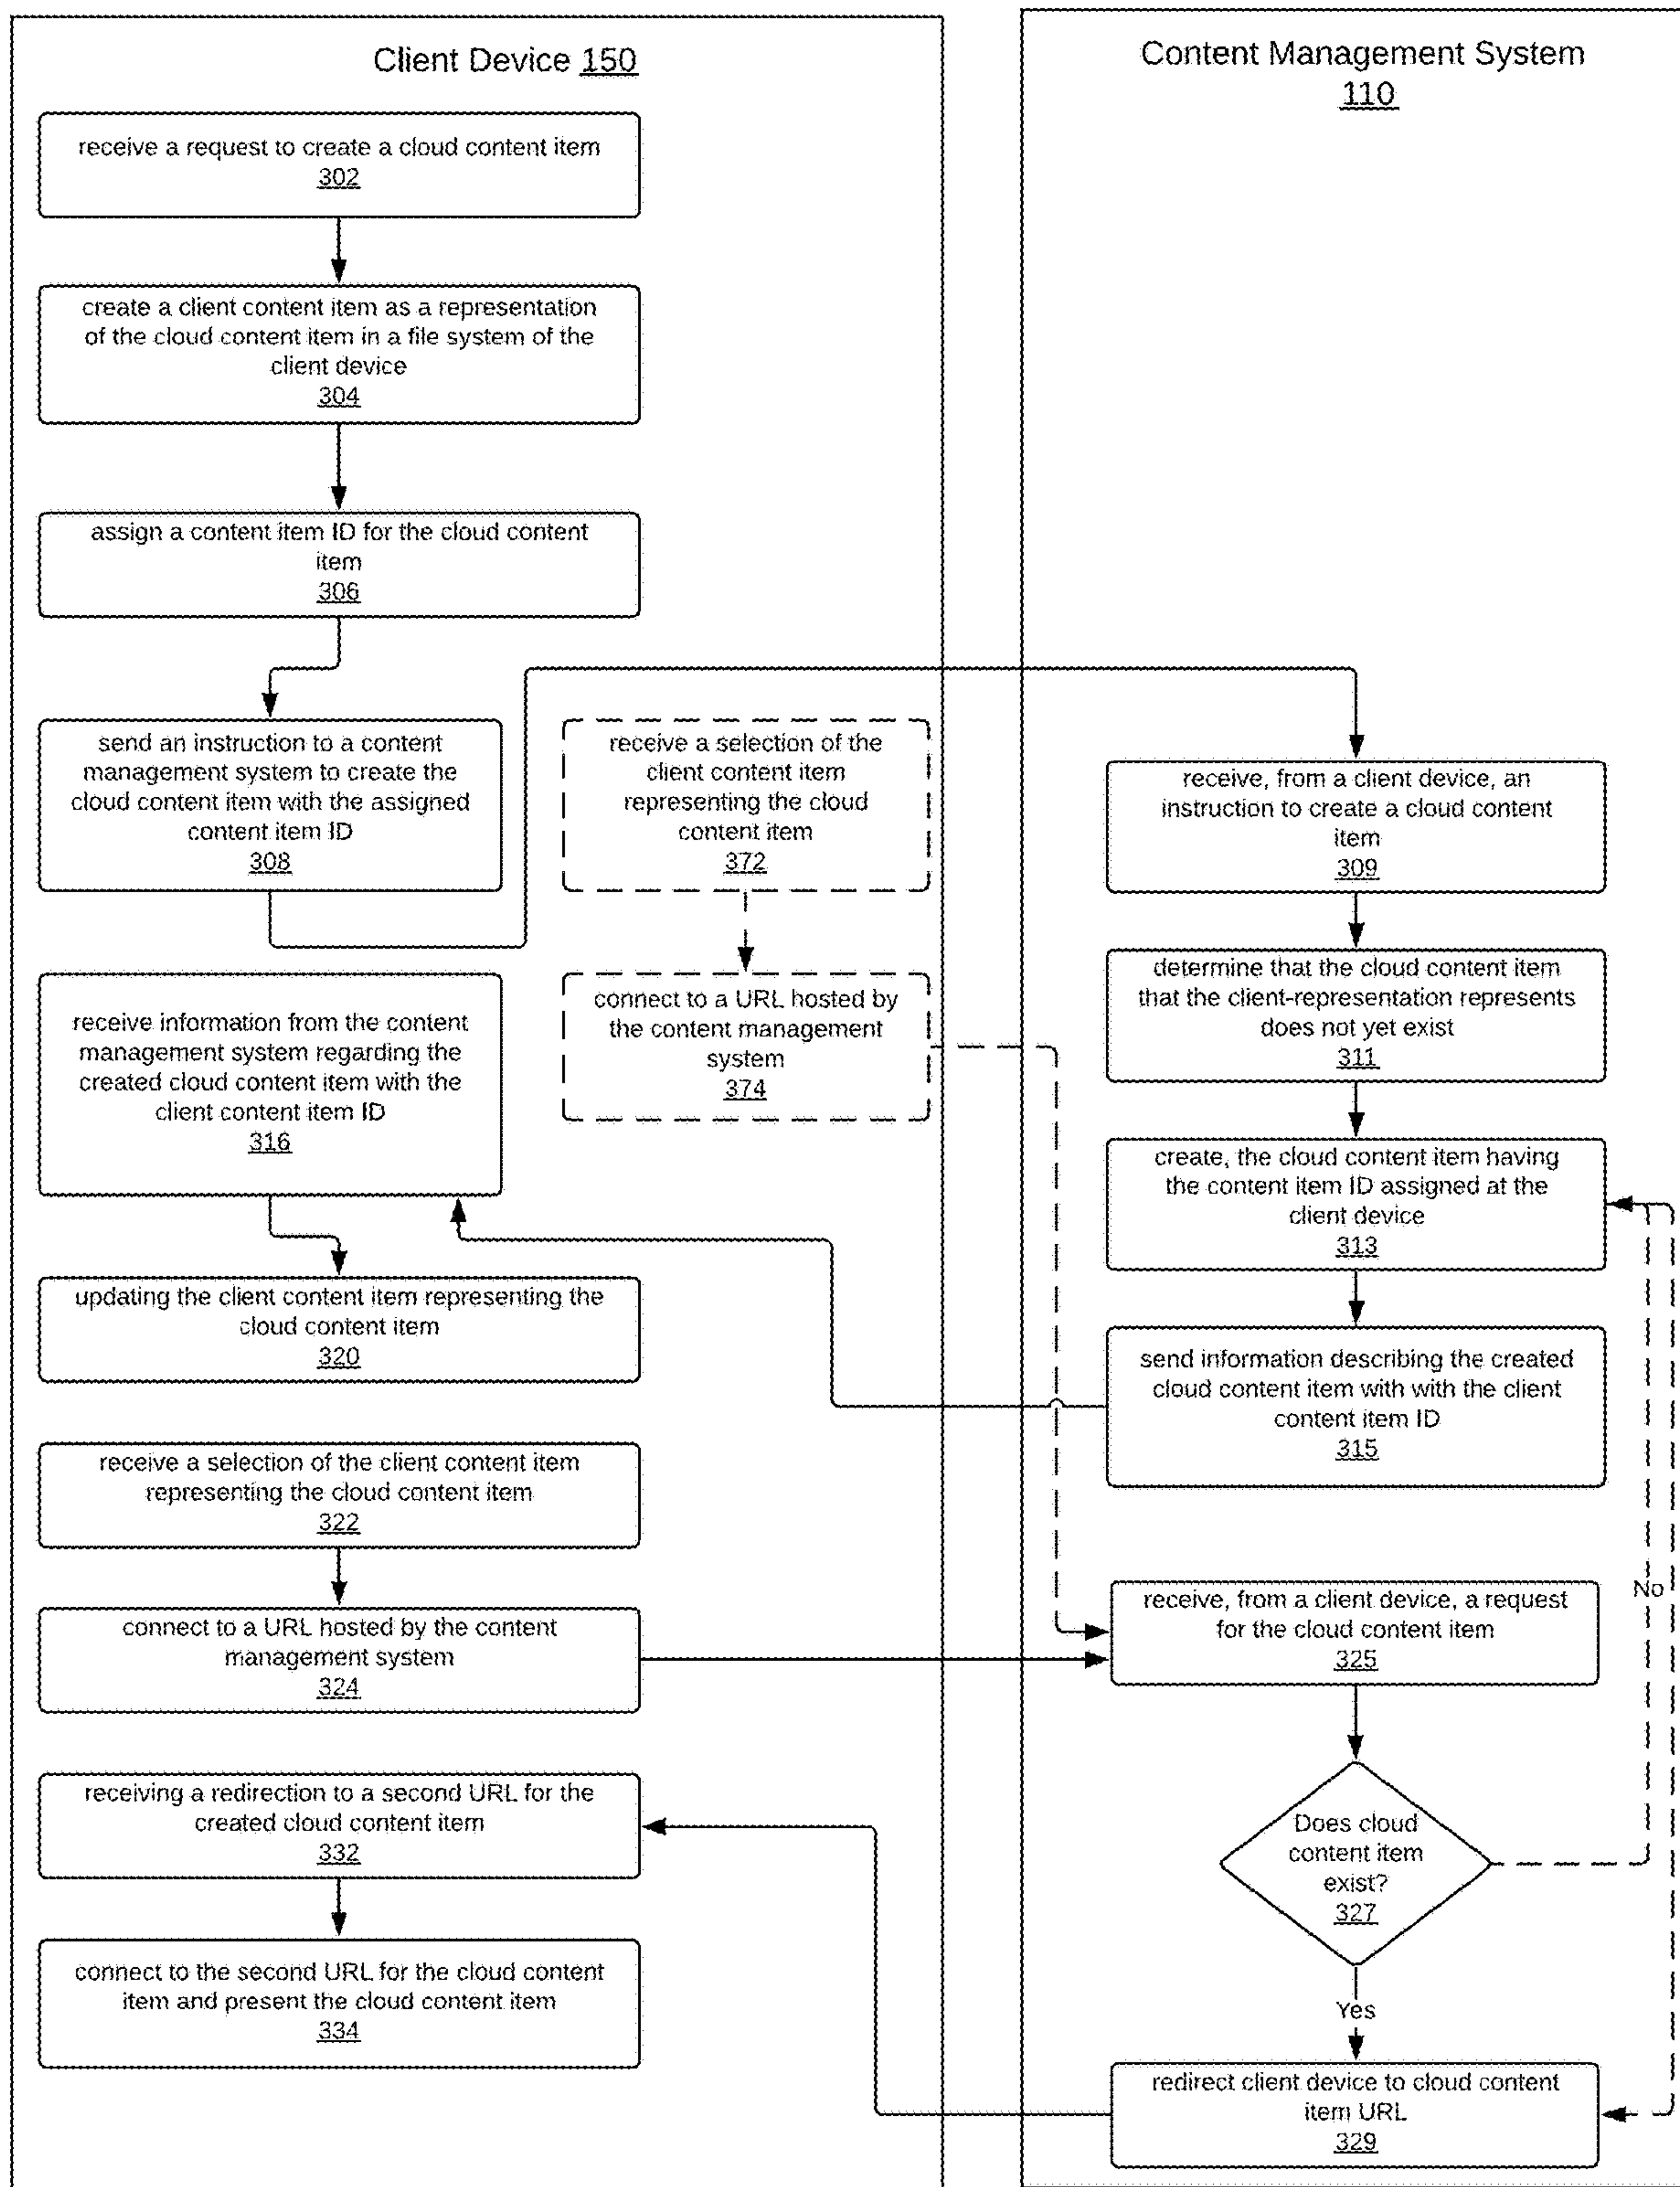 Client Device 150
receive a request to create a cloud content item
302
create a client content item as a representation
of the cloud content item in a file system of the
client device
304
assign a content item ID for the cloud content
item
306
send an instruction to a content
management system to create the
cloud content item with the assigned
content item ID
308
receive a selection of the
client content item
representing the cloud
content item
372
connect to a URL hosted by
the content management
system
374
receive information from the content
management system regarding the
created cloud content item with the
client content item ID
316
updating the client content item representing the
cloud content item
320
receive a selection of the client content item
representing the cloud content item
322
connect to a URL hosted by the content
management system
324
receiving a redirection to a second URL for the
created cloud content item
332
connect to the second URL for the cloud content
item and present the cloud content item
334
Content Management System
110
receive, from a client device, an
instruction to create a cloud content
item
309
determine that the cloud content item
that the client-representation represents
does not yet exist
311
create, the cloud content item having
the content item ID assigned at the
client device
313
send information describing the created
cloud content item with with the client
content item ID
315
receive, from a client device, a request
for the cloud content item
325
No
Does cloud
content item
exist?
327
Yes
redirect client device to cloud content
item URL
329